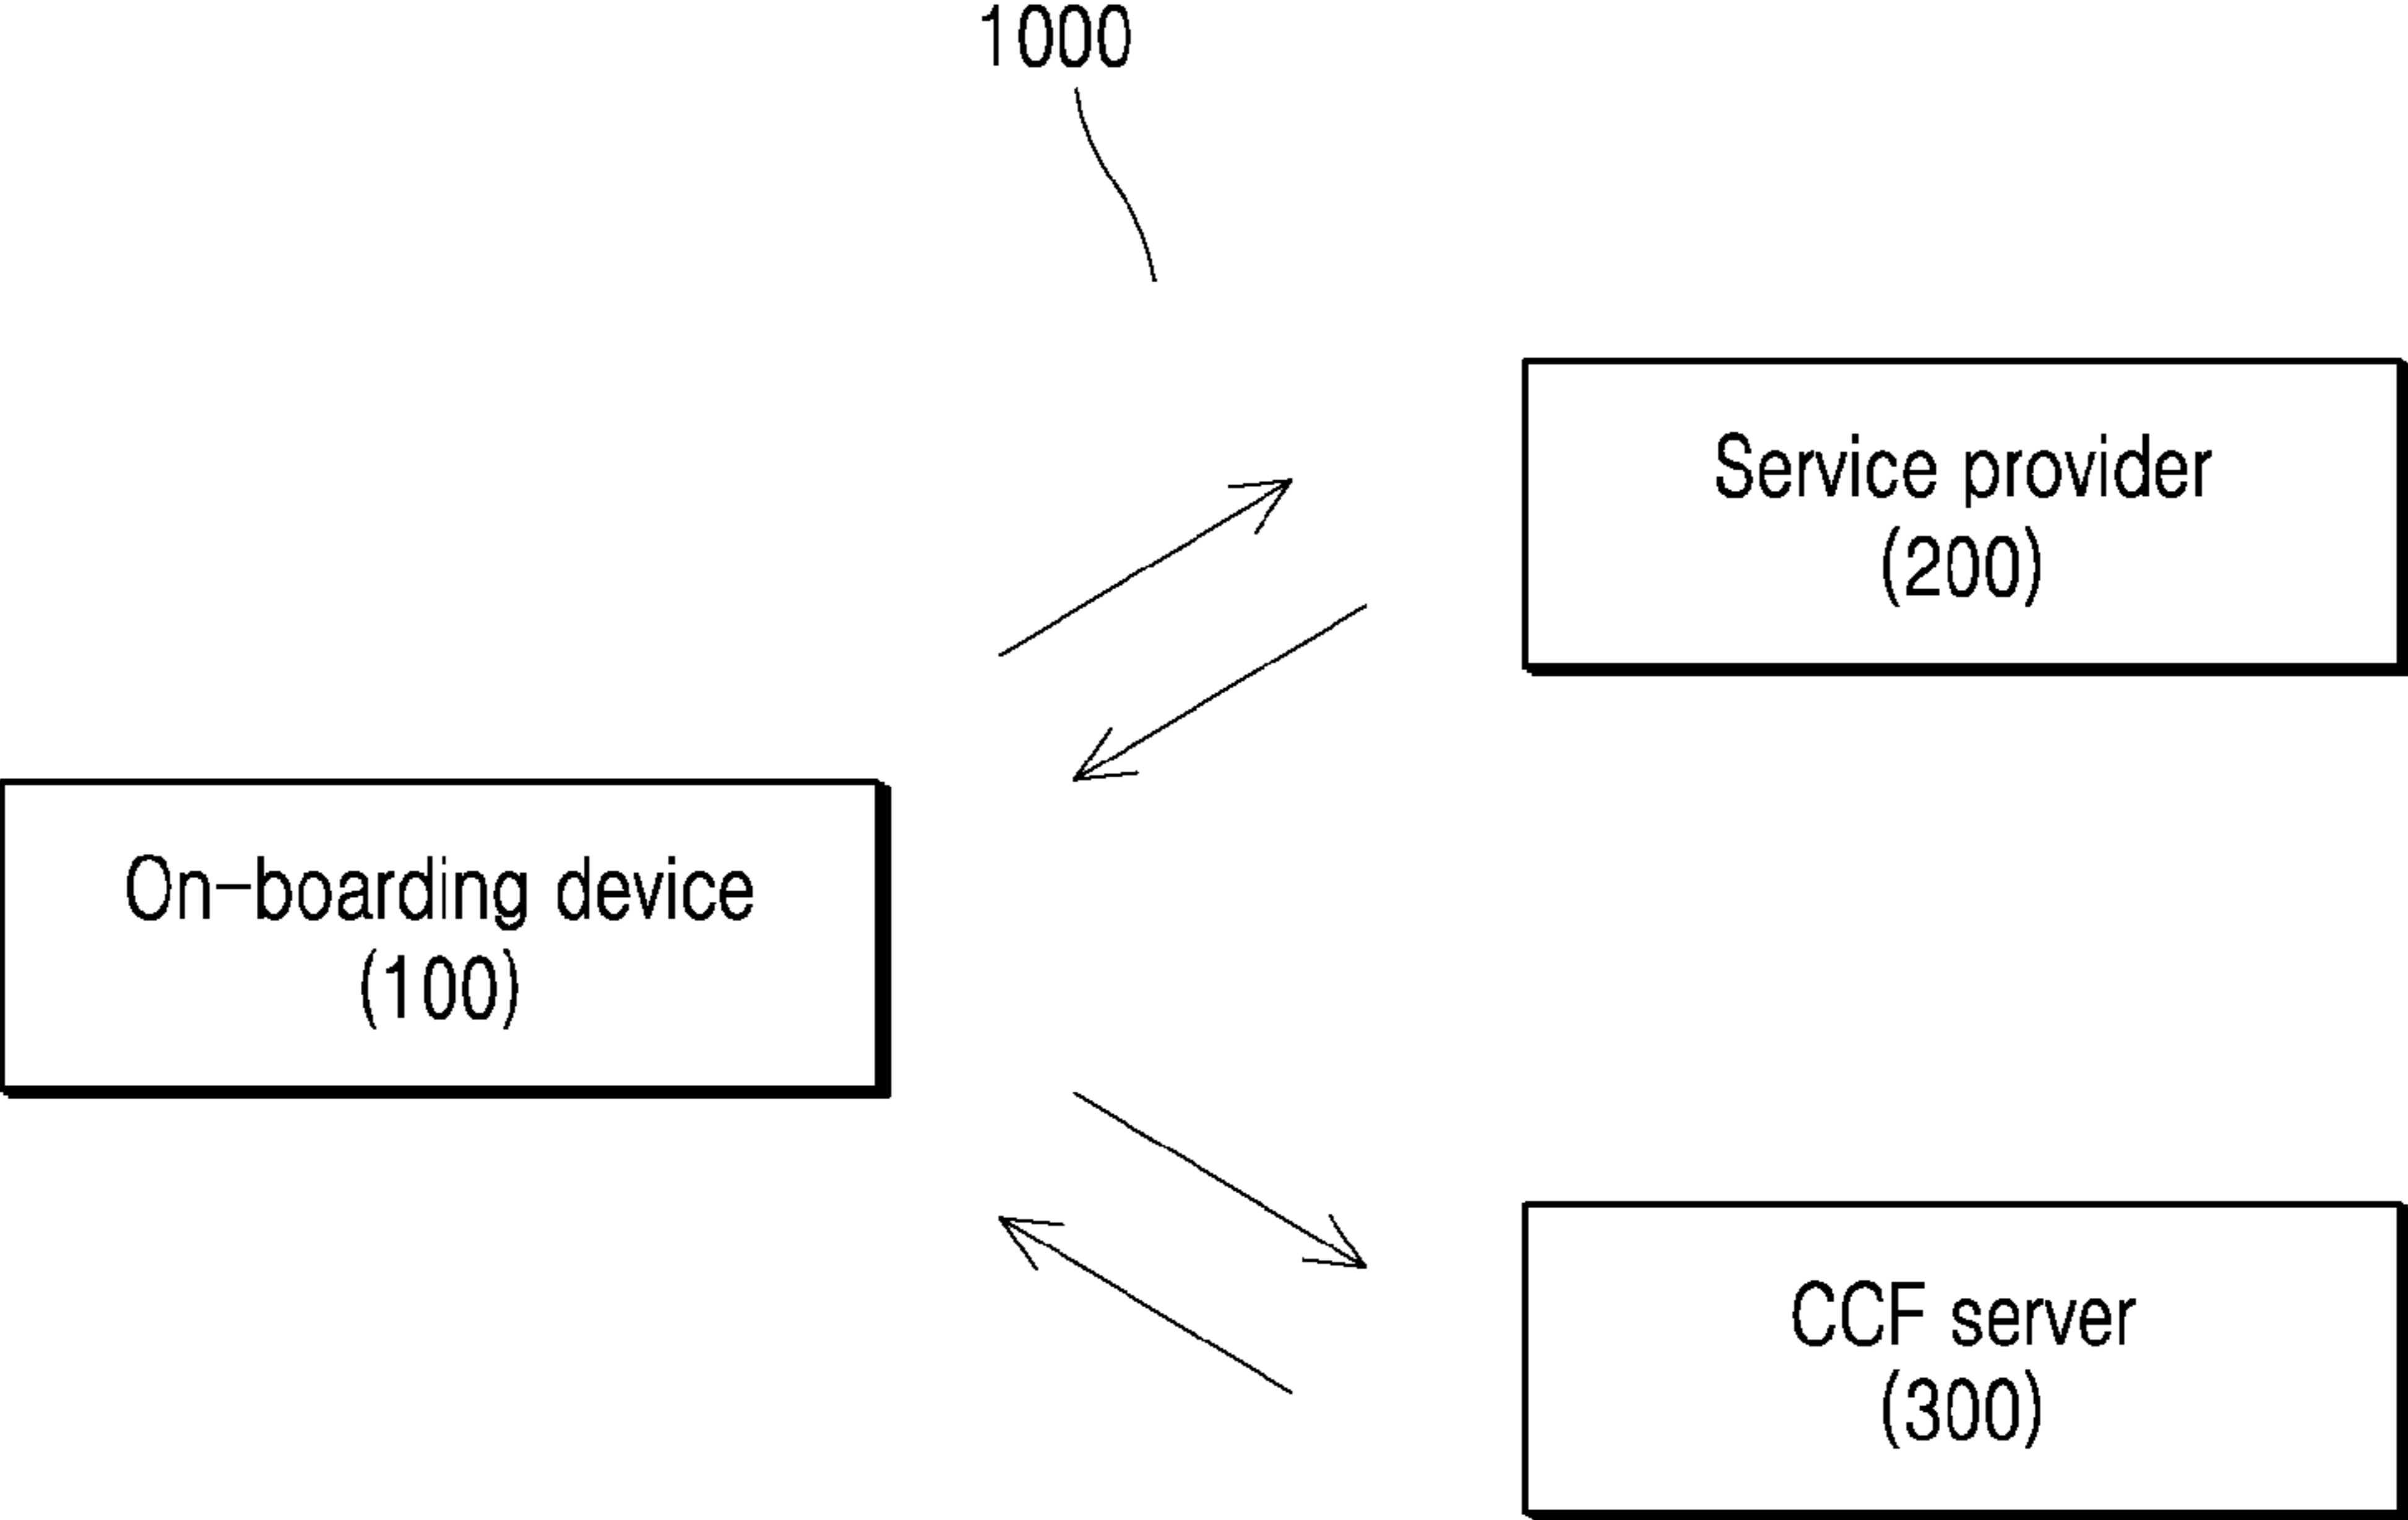 1000
Service provider
(200)
On-boarding device
(100)
CCF server
(300)